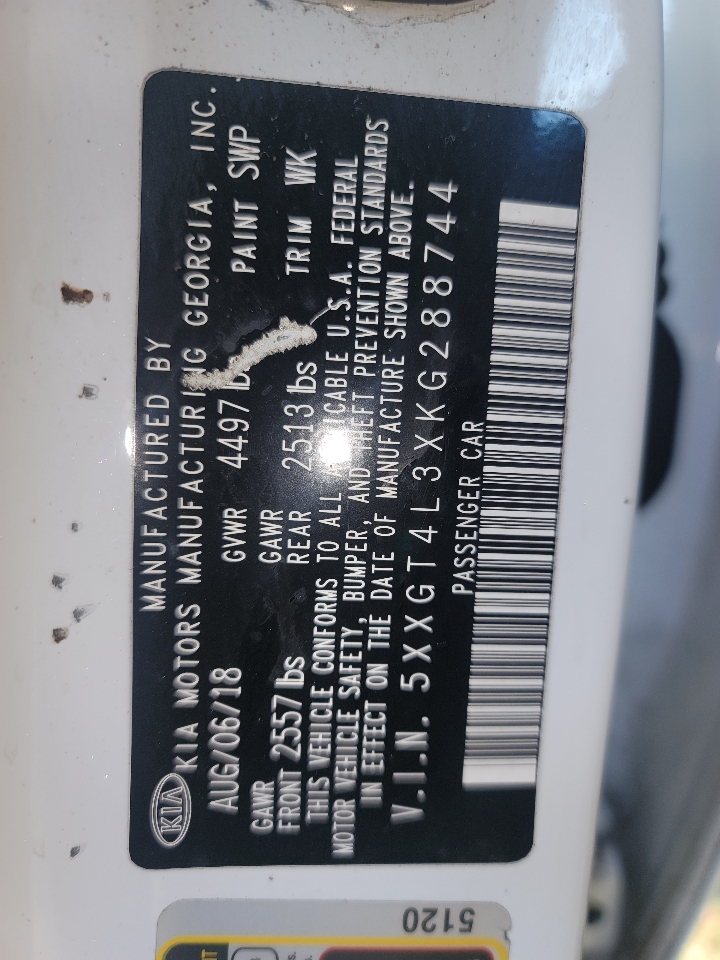 KIA
MANUFACTURED BY
KIA MOTORS MANUFACTURING GEORGIA, INC.
AUG/06/18 GVWR 4497 PAINT SWP
GAWR GAWR
FRONT 2557 lbs REAR 2513 lbs TRIM WK
THIS VEHICLE CONFORMS TO ALL U.S.A. FEDERAL
MOTOR VEHICLE SAFETY, BUMPER, AND THEFT PREVENTION STANDARDS
IN EFFECT ON THE DATE OF MANUFACTURE SHOWN ABOVE.
V.I.N. 5XXGT4L3XKG288744
PASSENGER CAR
5120